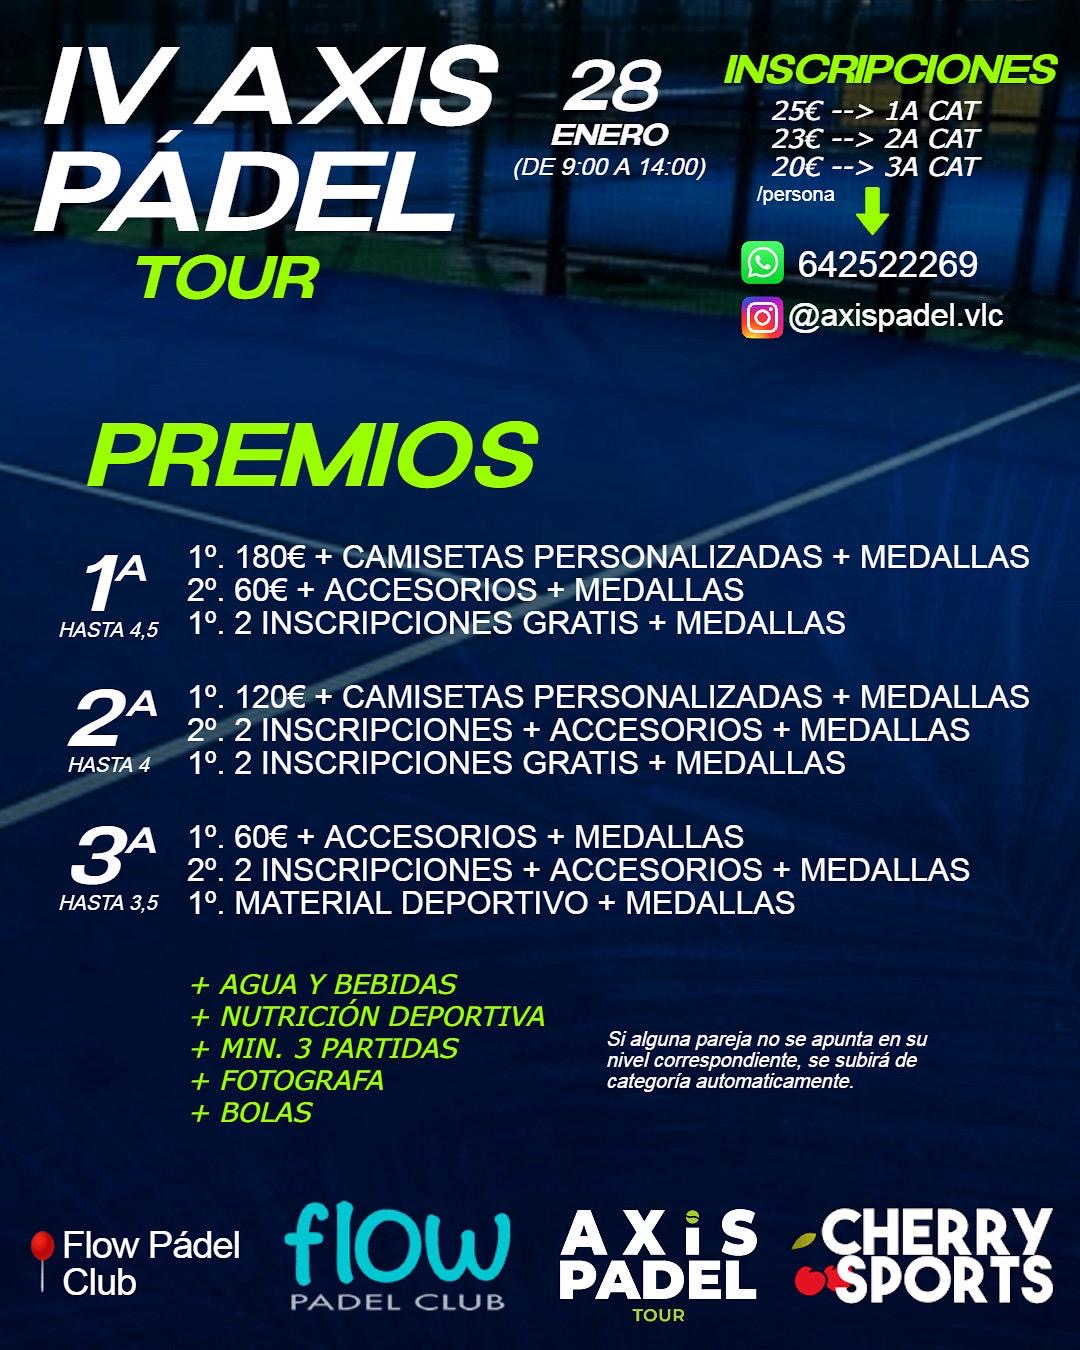 IV AXIS
PÁDEL
TOUR
28
ENERO
(DE 9:00 A 14:00)
INSCRIPCIONES
25€ --> 1A CAT
23€ --> 2A CAT
20€ --> 3A CAT
/persona
642522269
@axispadel.vlc
PREMIOS
1A
HASTA 4,5
1º. 180€ + CAMISETAS PERSONALIZADAS + MEDALLAS
2º. 60€ + ACCESORIOS + MEDALLAS
1º. 2 INSCRIPCIONES GRATIS + MEDALLAS
2A
HASTA 4
1º. 120€ + CAMISETAS PERSONALIZADAS + MEDALLAS
2º. 2 INSCRIPCIONES + ACCESORIOS + MEDALLAS
1º. 2 INSCRIPCIONES GRATIS + MEDALLAS
3A
HASTA 3,5
1º. 60€ + ACCESORIOS + MEDALLAS
2º. 2 INSCRIPCIONES + ACCESORIOS + MEDALLAS
1º. MATERIAL DEPORTIVO + MEDALLAS
+ AGUA Y BEBIDAS
+ NUTRICIÓN DEPORTIVA
+ MIN. 3 PARTIDAS
+ FOTOGRAFA
+ BOLAS
Si alguna pareja no se apunta en su
nivel correspondiente, se subirá de
categoría automaticamente.
Flow Pádel
Club
flow
PADEL CLUB
AXiS
PADEL
TOUR
CHERRY
SPORTS